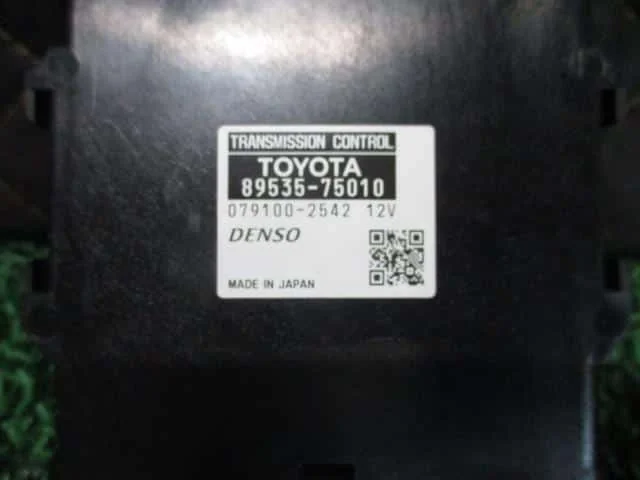 TRANSMISSION CONTROL
TOYOTA
89535-75010
079100-2542 12V
DENSO
MADE IN JAPAN